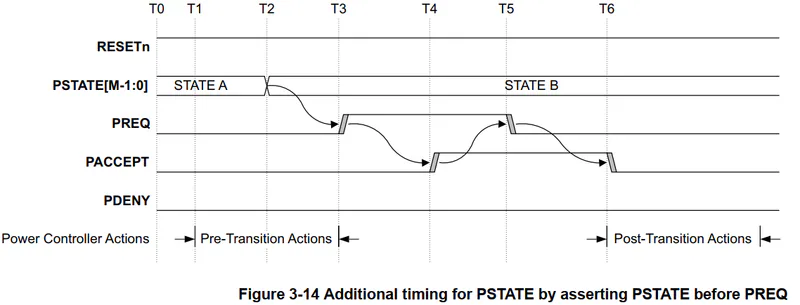 T0 T1 T2 T3 T4 T5 T6
RESETn
PSTATE[M-1:0] STATE A STATE B
PREQ
PACCEPT
PDENY
Power Controller Actions Pre-Transition Actions Post-Transition Actions
Figure 3-14 Additional timing for PSTATE by asserting PSTATE before PREQ